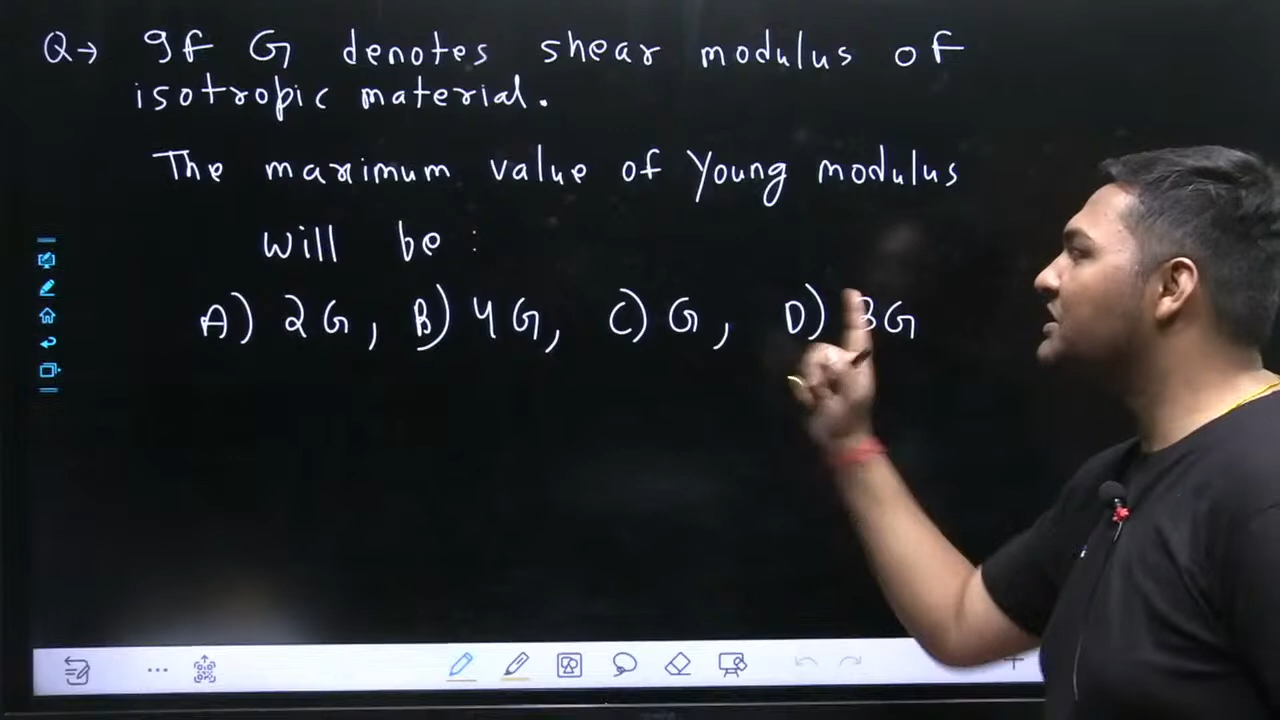 Q→ If G denotes shear modulus of
isotropic material.
The maximum value of Young modulus
will be :
A) 2G, B) 4G, C) G, D) 3G